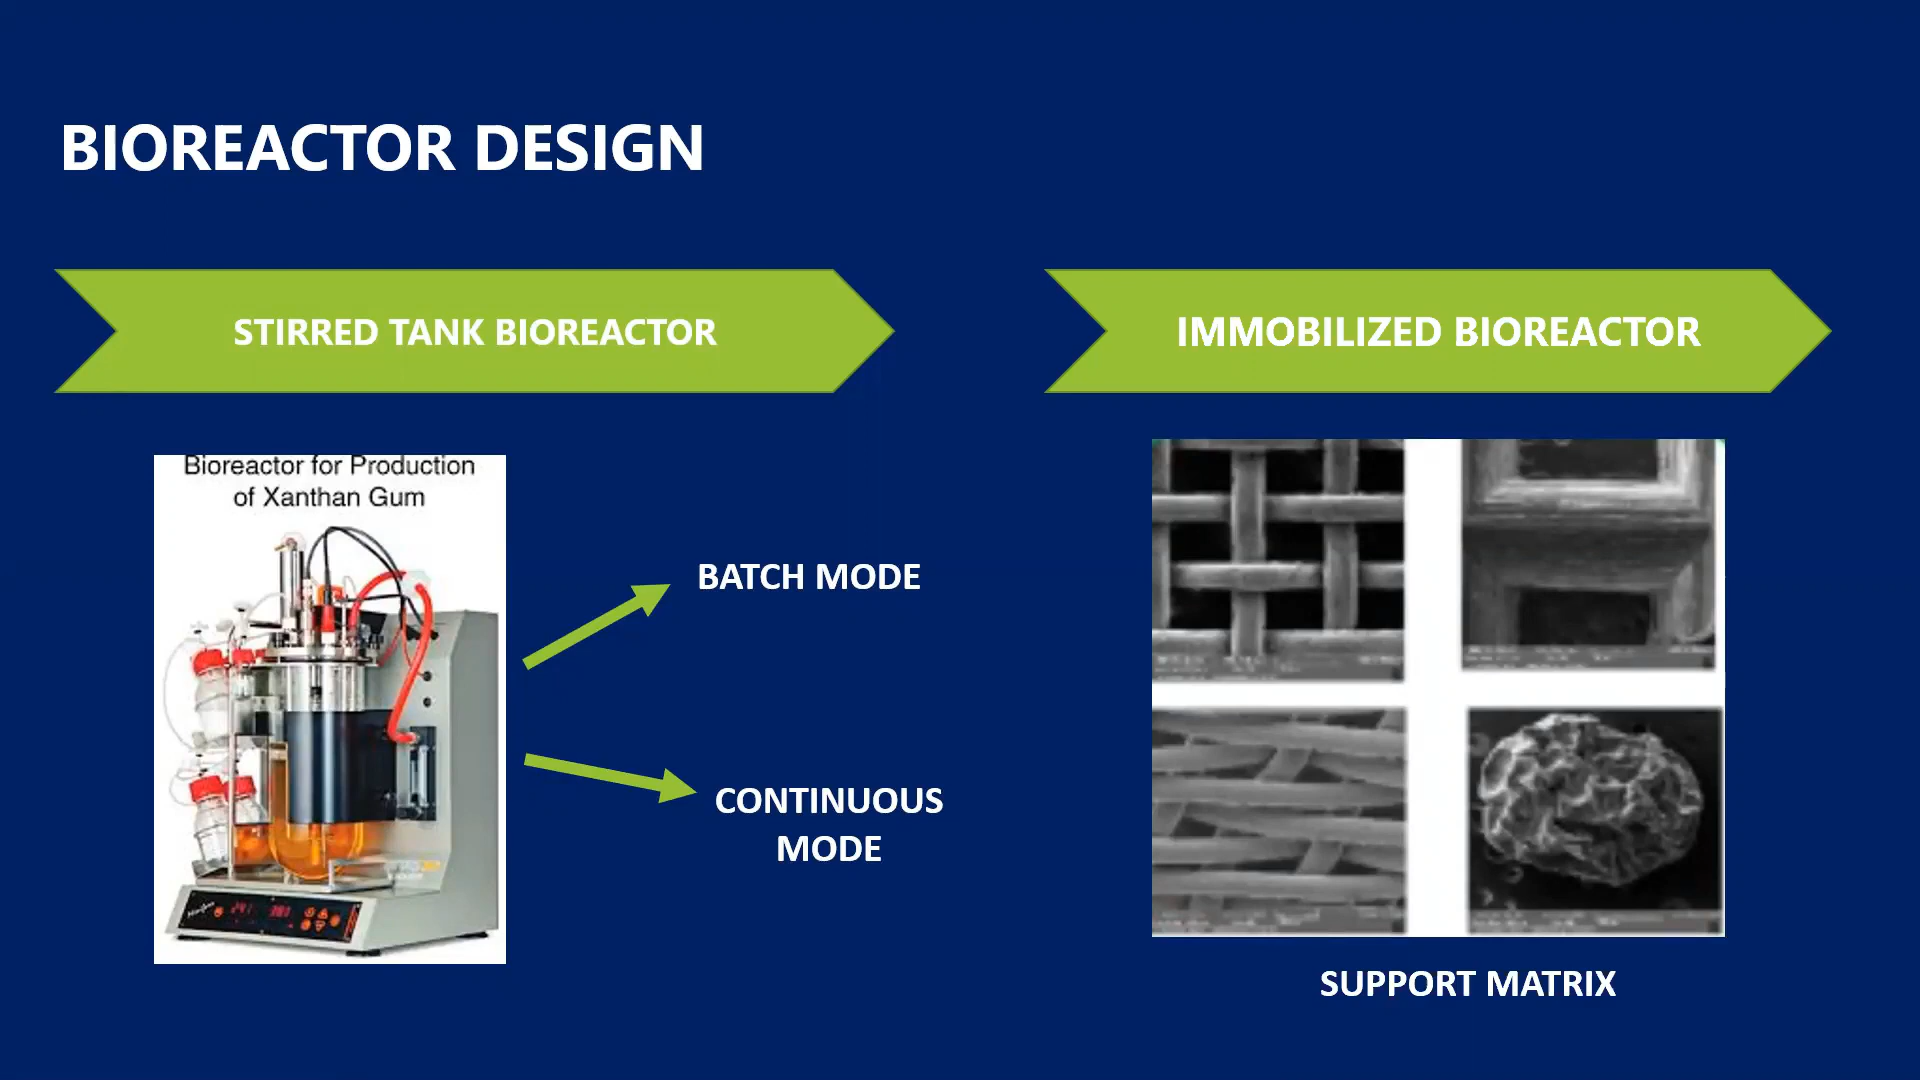 BIOREACTOR DESIGN
STIRRED TANK BIOREACTOR
IMMOBILIZED BIOREACTOR
Bioreactor for Production
of Xanthan Gum
BATCH MODE
CONTINUOUS
MODE
SUPPORT MATRIX